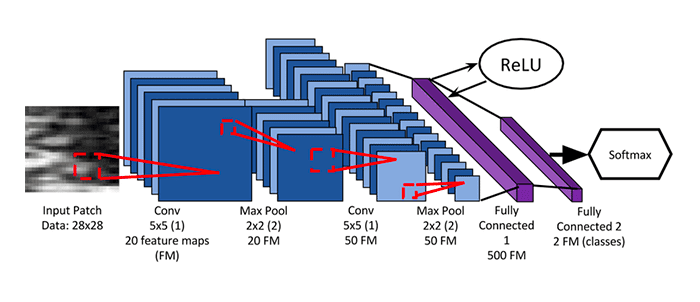 ReLU
Softmax
Input Patch
Data: 28x28
Conv
5x5 (1)
20 feature maps
(FM)
Max Pool
2x2 (2)
20 FM
Conv
5x5 (1)
50 FM
Max Pool
2x2 (2)
50 FM
Fully
Connected
1
500 FM
Fully
Connected 2
2 FM (classes)